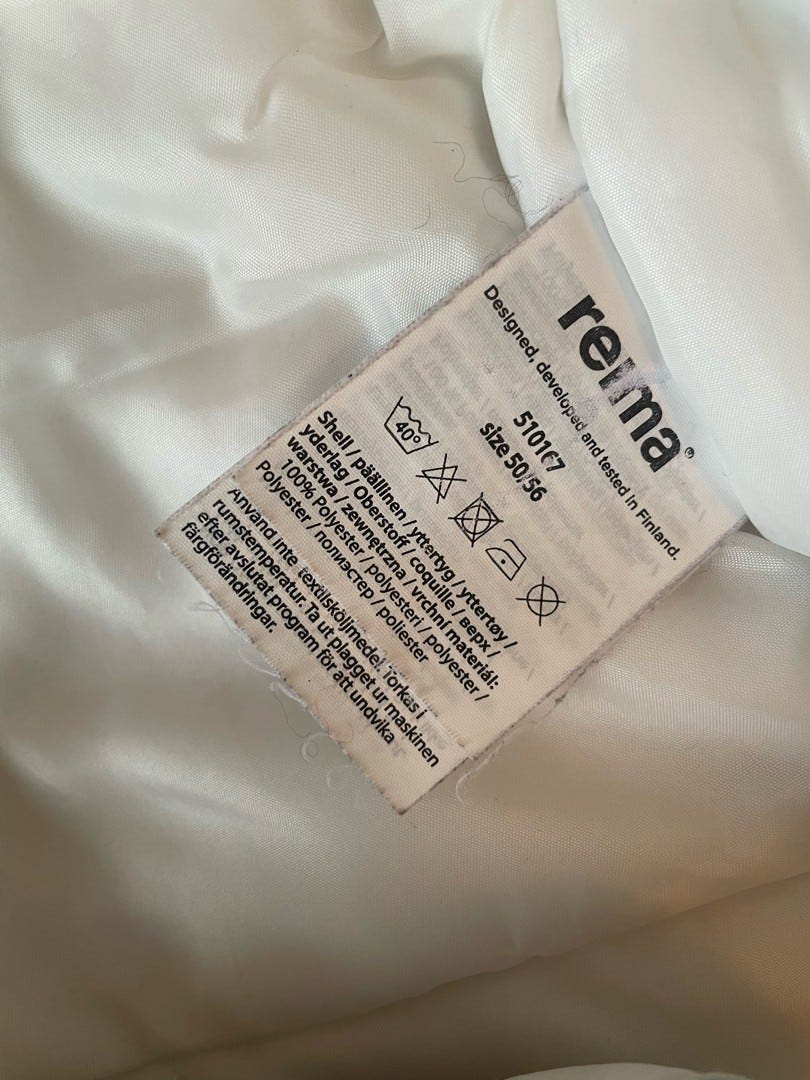 reima®
Designed, developed and tested in Finland.
510167
size 50/56
40°
Shell / päällinen / yttertyg / yttertøy /
yderlag / Oberstoff / coquille / верх /
warstwa / zewnętrzna / vrchní materiál:
100% Polyester / polyesteri / polyester /
Polyester / полиэстер / poliester
Använd inte textilsköljmedel. Torkas i
rumstemperatur. Ta ut plagget ur maskinen
efter avslutat program för att undvika
färgförändringar.